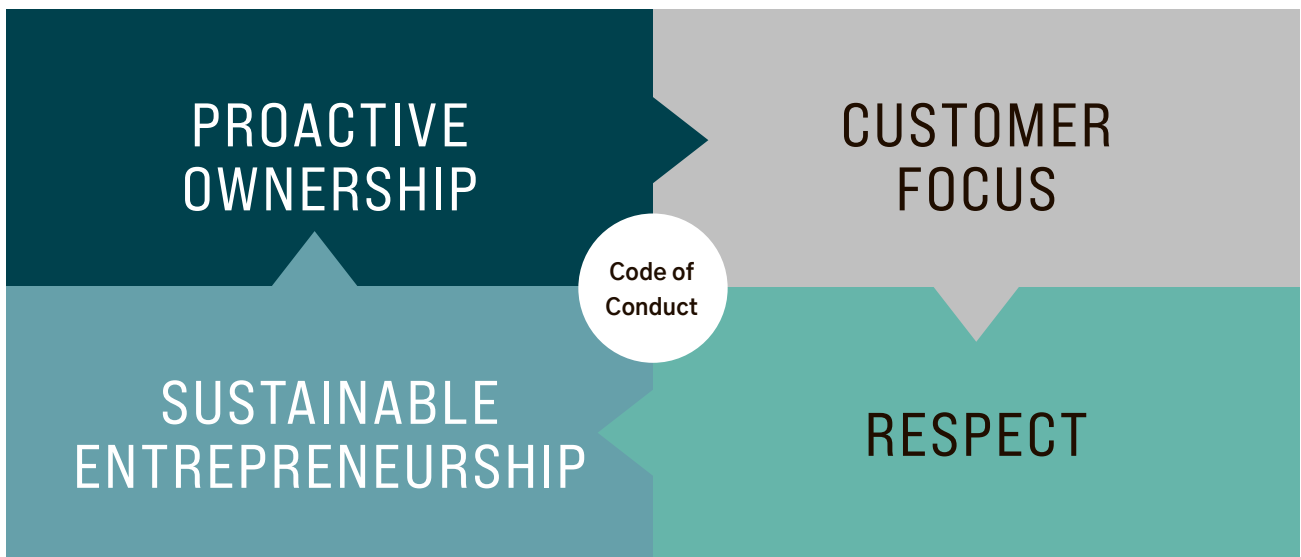 PROACTIVE
OWNERSHIP
CUSTOMER
FOCUS
Code of
Conduct
SUSTAINABLE
ENTREPRENEURSHIP
RESPECT